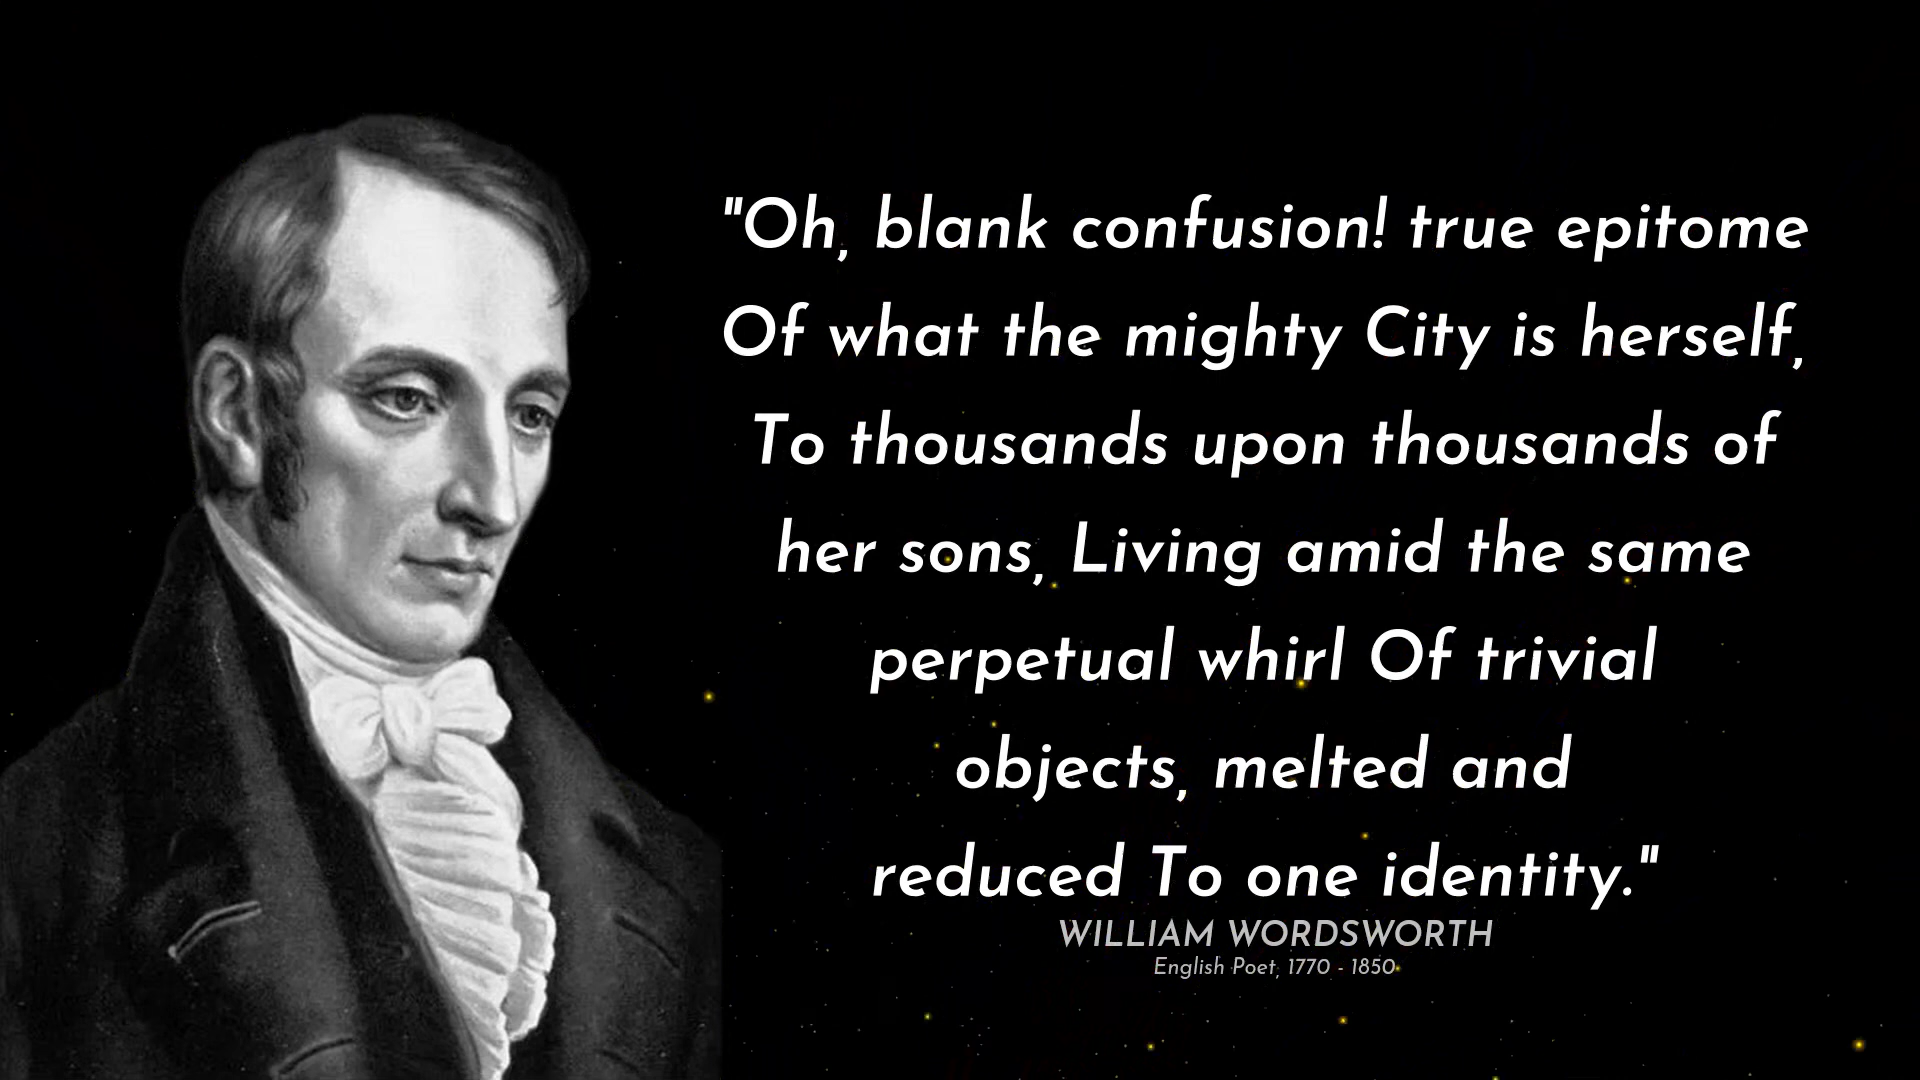 "Oh, blank confusion! true epitome
Of what the mighty City is herself,
To thousands upon thousands of
her sons, Living amid the same
perpetual whirl Of trivial
objects, melted and
reduced To one identity."
WILLIAM WORDSWORTH
English Poet, 1770 - 1850